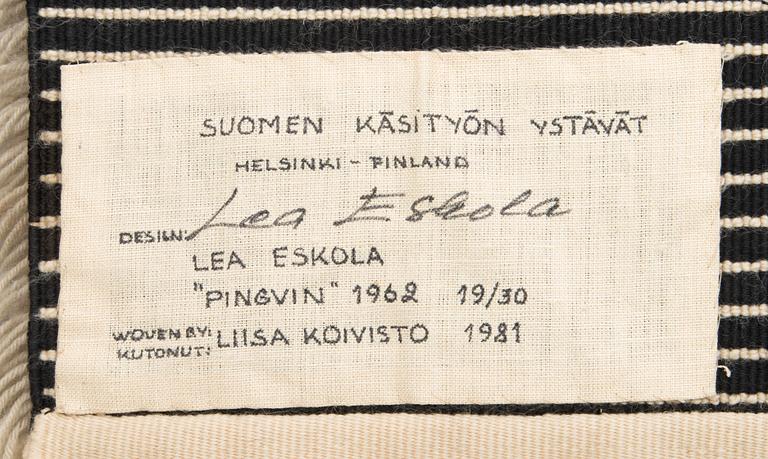 SUOMEN KÄSITYÖN YSTÄVÄT
HELSINKI - FINLAND
Lea Eskola
DESIGN:
LEA ESKOLA
"PINGVIN" 1962 19/30
WOVEN BY: LIISA KOIVISTO 1981
KUTONUT: